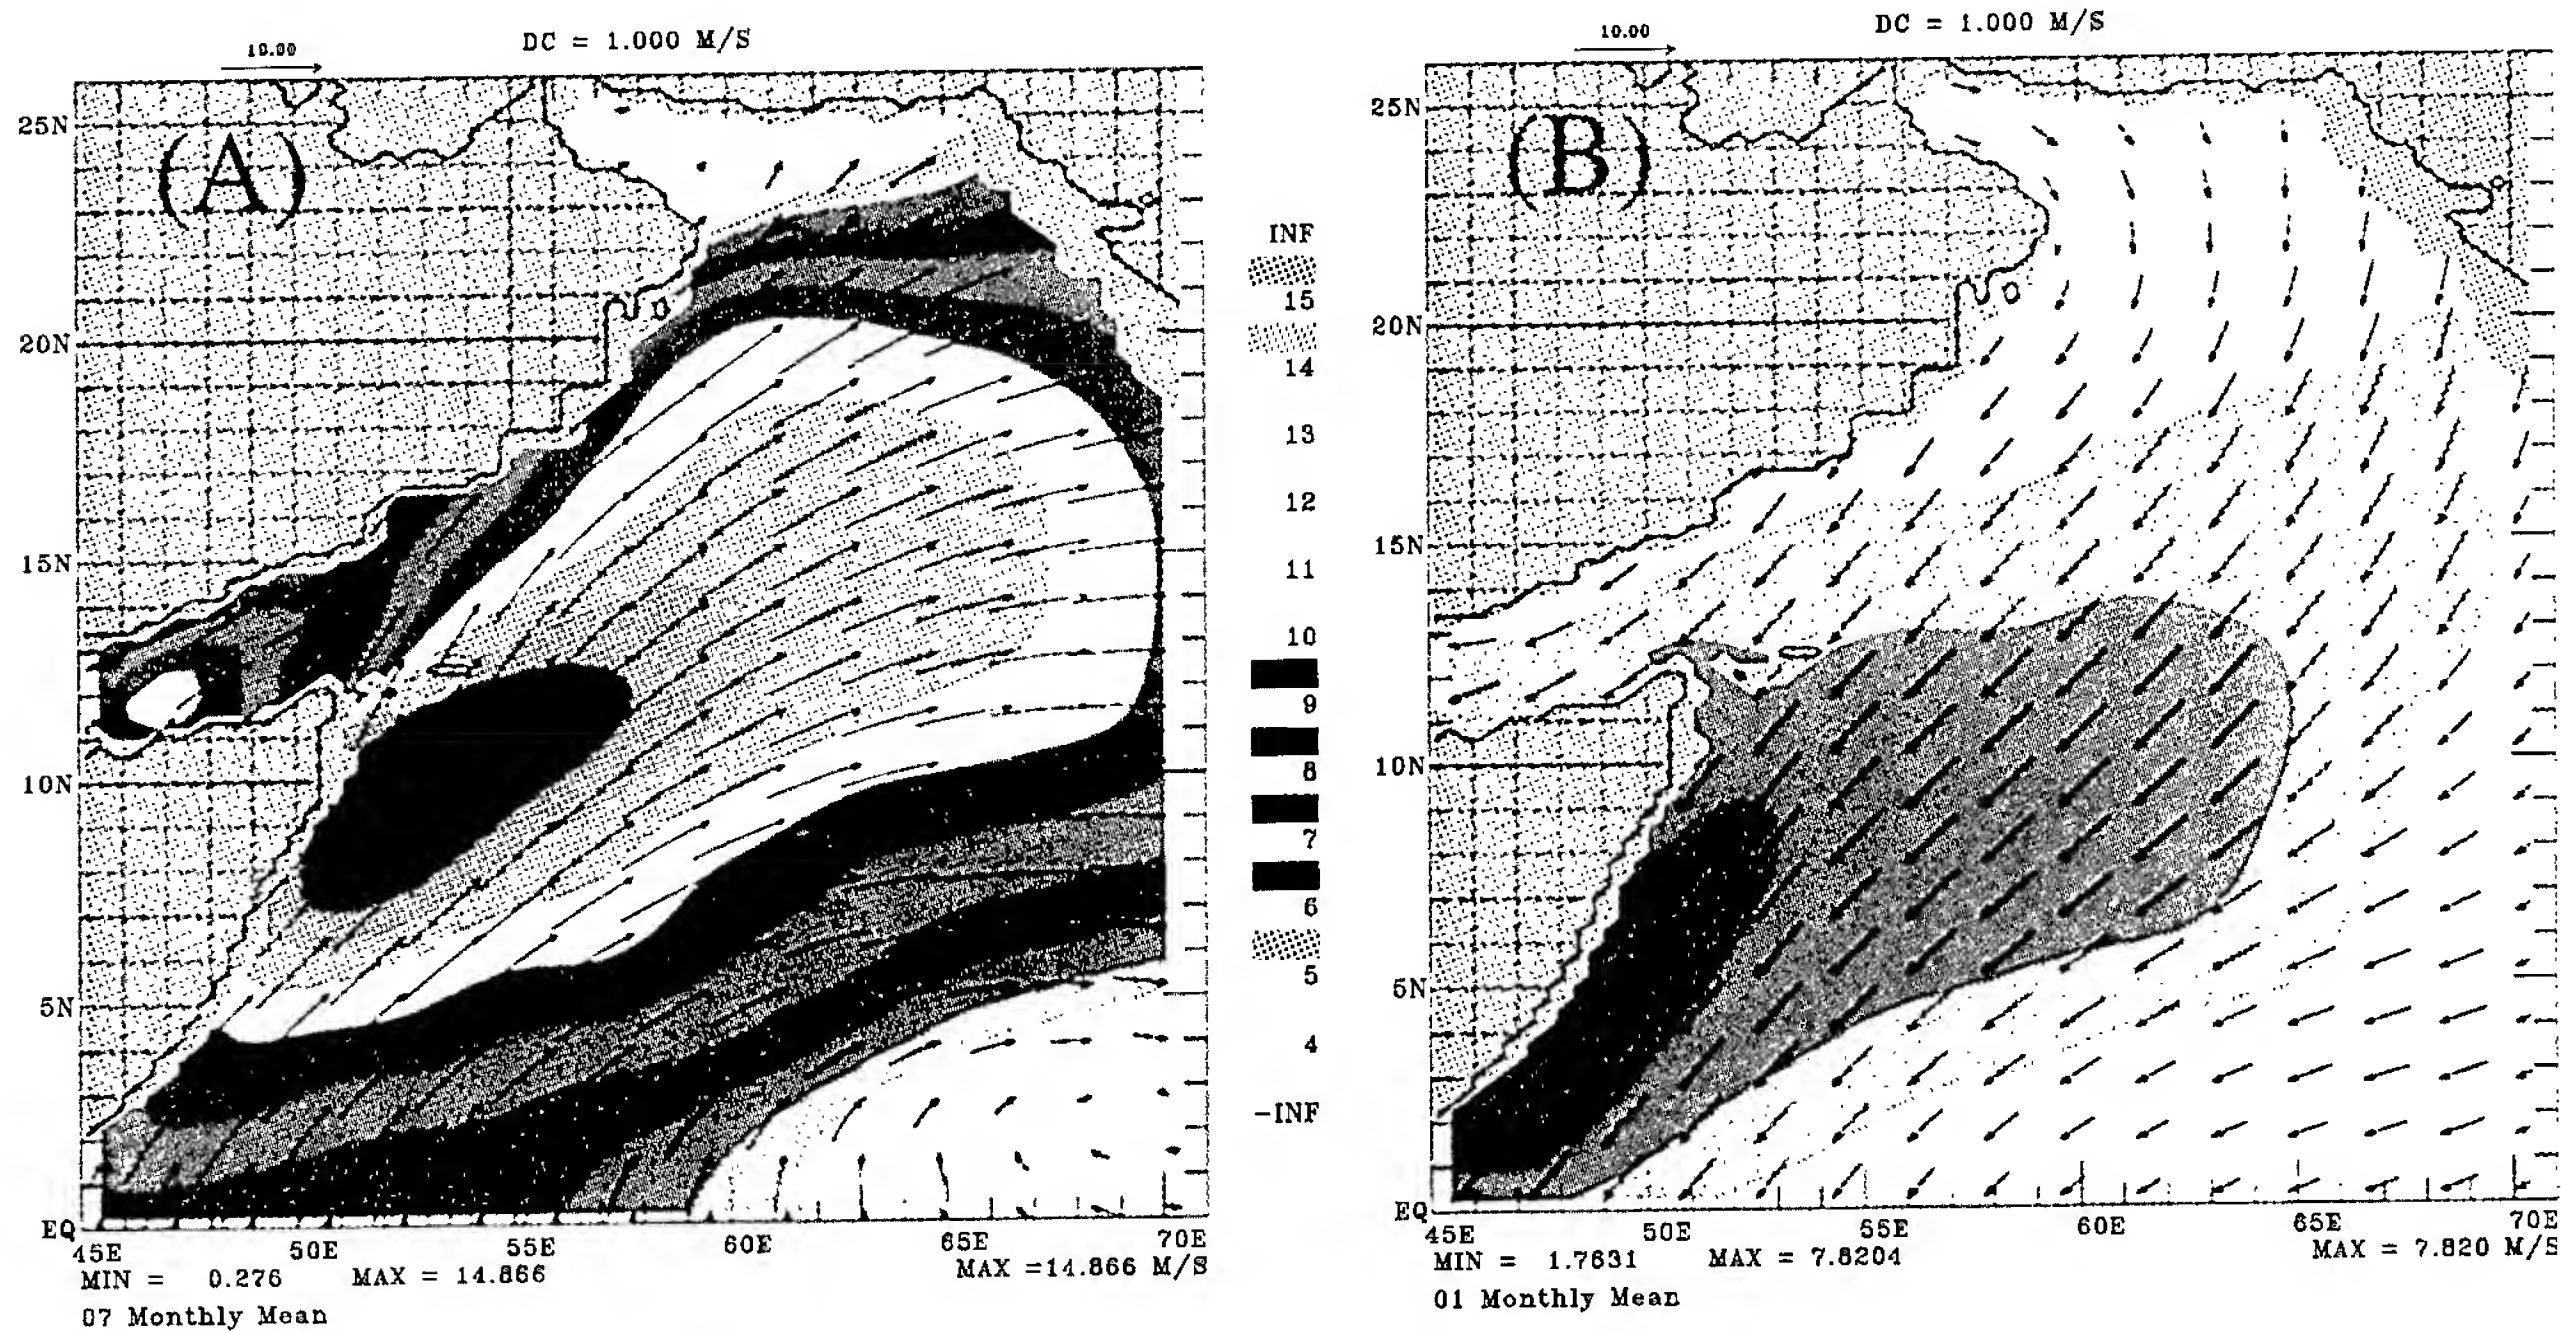 10.00
DC = 1.000 M/S
(A)
25N
20N
15N
10N
5N
EQ
45E 50E 55E 60E 65E 70E
MIN = 0.276 MAX = 14.866
MAX =14.866 M/S
07 Monthly Mean
INF
15
14
13
12
11
10
9
8
7
6
5
4
-INF
10.00
DC = 1.000 M/S
(B)
25N
20N
15N
10N
5N
EQ
45E 50E 55E 60E 65E 70E
MIN = 1.7631 MAX = 7.8204
MAX = 7.820 M/S
01 Monthly Mean